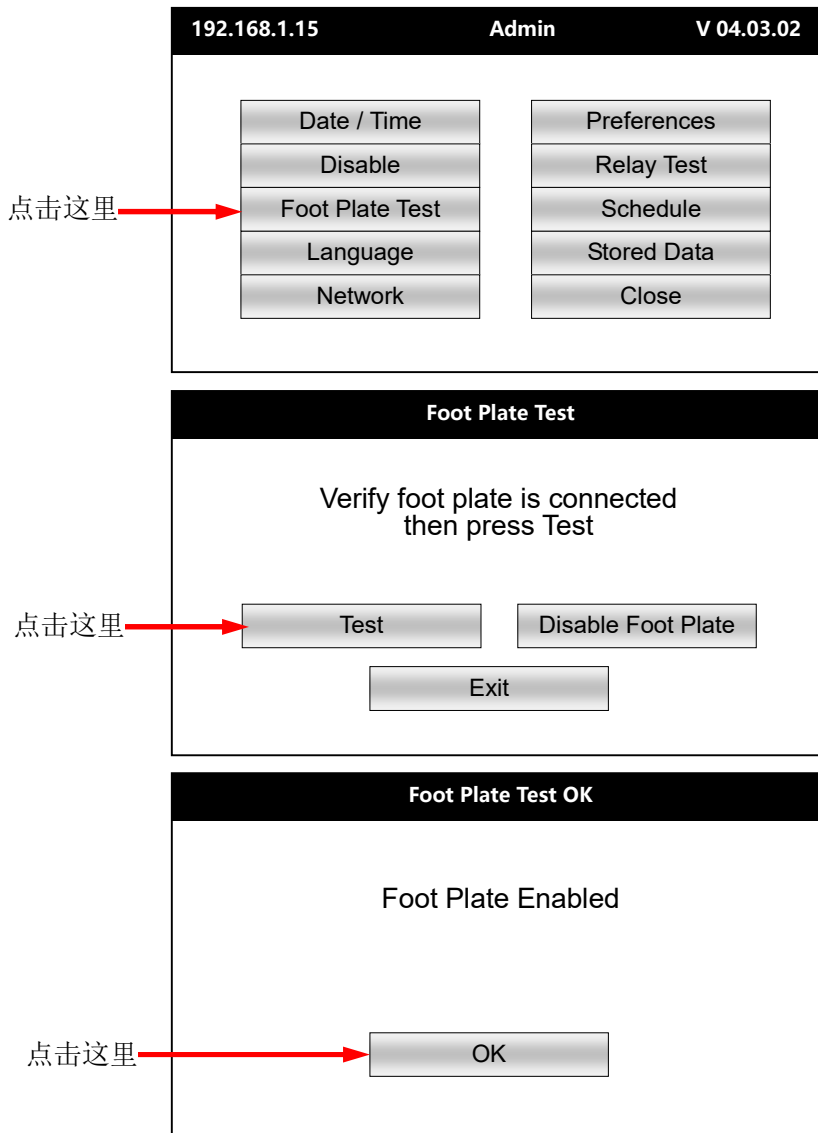 192.168.1.15 Admin V 04.03.02
Date / Time Preferences
Disable Relay Test
点击这里 Foot Plate Test Schedule
Language Stored Data
Network Close
Foot Plate Test
Verify foot plate is connected
then press Test
点击这里 Test Disable Foot Plate
Exit
Foot Plate Test OK
Foot Plate Enabled
点击这里 OK